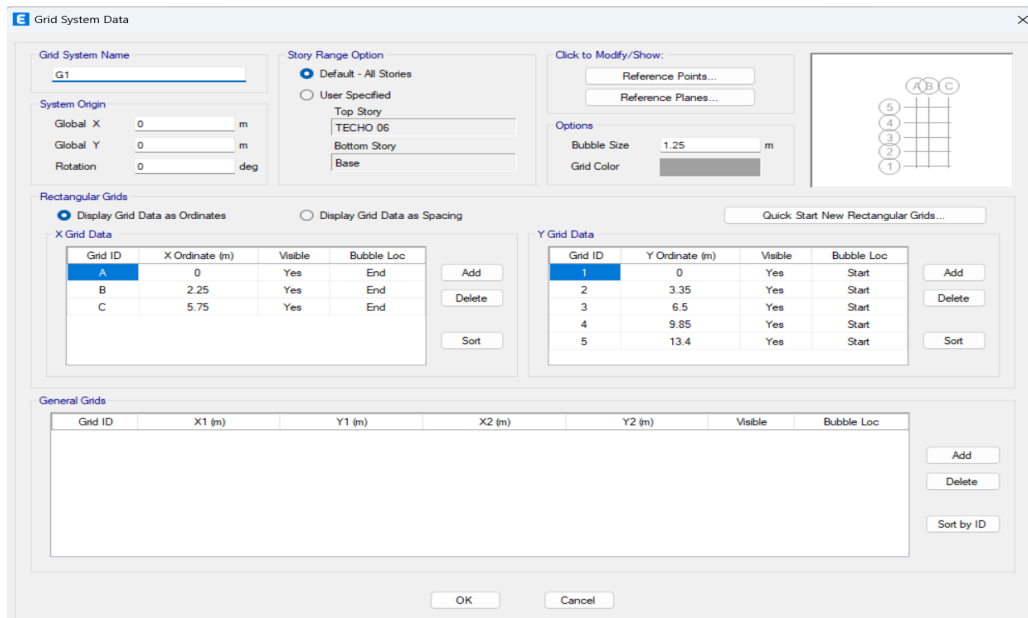 E Grid System Data
Grid System Name
G1
System Origin
Global X 0 m
Global Y 0 m
Rotation 0 deg
Story Range Option
Default - All Stories
User Specified
Top Story
TECHO 06
Bottom Story
Base
Click to Modify/Show:
Reference Points...
Reference Planes...
Options
Bubble Size 1.25 m
Grid Color
A B C
5
4
3
2
1
Rectangular Grids
Display Grid Data as Ordinates Display Grid Data as Spacing Quick Start New Rectangular Grids...
X Grid Data
Grid ID X Ordinate (m) Visible Bubble Loc
A 0 Yes End
B 2.25 Yes End
C 5.75 Yes End
Add
Delete
Sort
Y Grid Data
Grid ID Y Ordinate (m) Visible Bubble Loc
1 0 Yes Start
2 3.35 Yes Start
3 6.5 Yes Start
4 9.85 Yes Start
5 13.4 Yes Start
Add
Delete
Sort
General Grids
Grid ID X1 (m) Y1 (m) X2 (m) Y2 (m) Visible Bubble Loc
Add
Delete
Sort by ID
OK Cancel